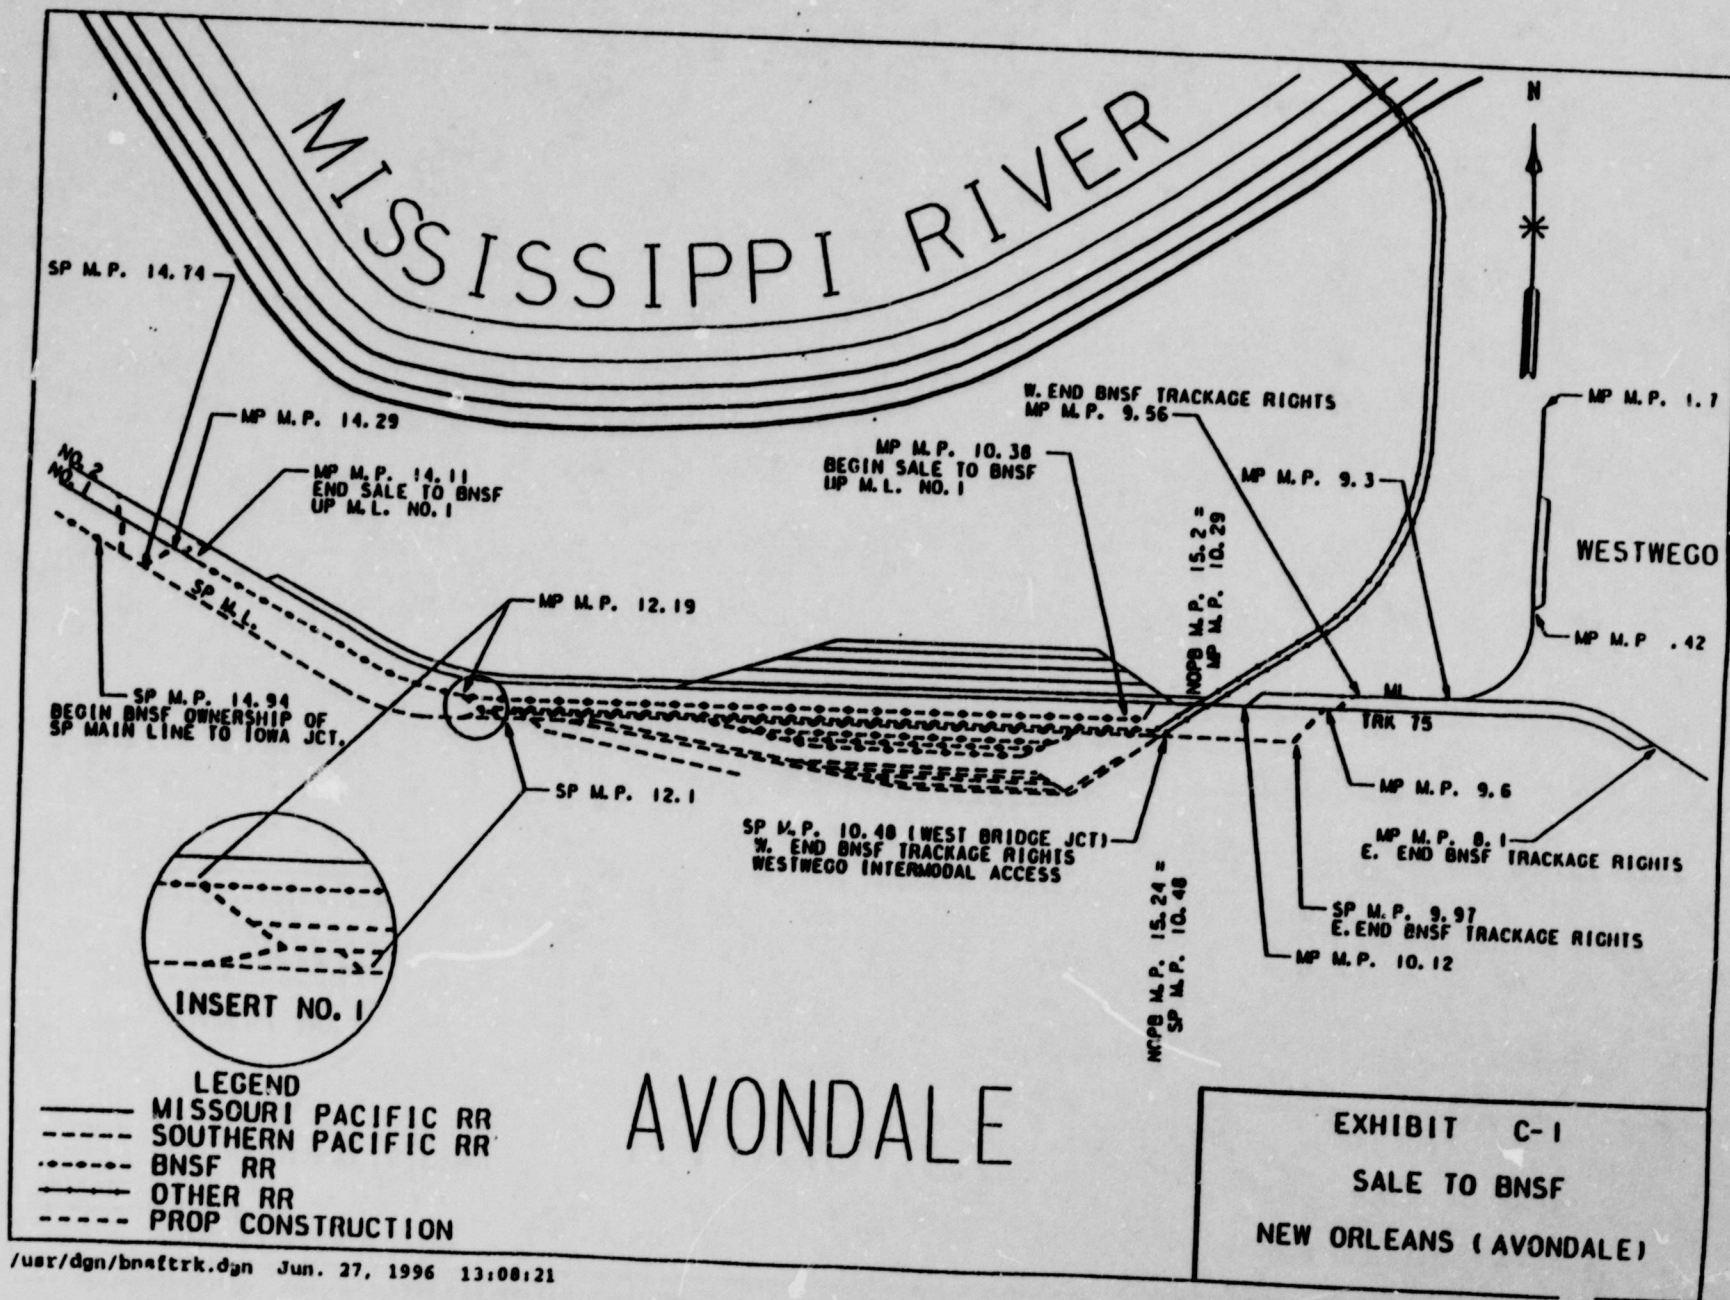 MISSISSIPPI RIVER
N
SP M.P. 14.74
MP M.P. 14.29
MP M.P. 14.11
END SALE TO BNSF
UP M.L. NO.1
NO. 2
NO. 1
SP M.L.
SP M.P. 14.94
BEGIN BNSF OWNERSHIP OF
SP MAIN LINE TO IOWA JCT.
MP M.P. 12.19
SP M.P. 12.1
W. END BNSF TRACKAGE RIGHTS
MP M.P. 9.56
MP M.P. 10.38
BEGIN SALE TO BNSF
UP M.L. NO.1
MP M.P. 9.3
NOPB M.P. 15.2 =
MP M.P. 10.29
MP M.P. 1.7
WESTWEGO
MP M.P .42
ML
TRK 75
MP M.P. 9.6
MP M.P. 8.1
E. END BNSF TRACKAGE RIGHTS
SP M.P. 10.48 (WEST BRIDGE JCT)
W. END BNSF TRACKAGE RIGHTS
WESTWEGO INTERMODAL ACCESS
SP M.P. 9.97
E. END BNSF TRACKAGE RIGHTS
MP M.P. 10.12
NOPB M.P. 15.24 =
SP M.P. 10.48
INSERT NO. 1
LEGEND
MISSOURI PACIFIC RR
SOUTHERN PACIFIC RR
BNSF RR
OTHER RR
PROP CONSTRUCTION
AVONDALE
EXHIBIT C-1
SALE TO BNSF
NEW ORLEANS (AVONDALE)
/usr/dgn/bnsftrk.dgn Jun. 27, 1996 13:08:21